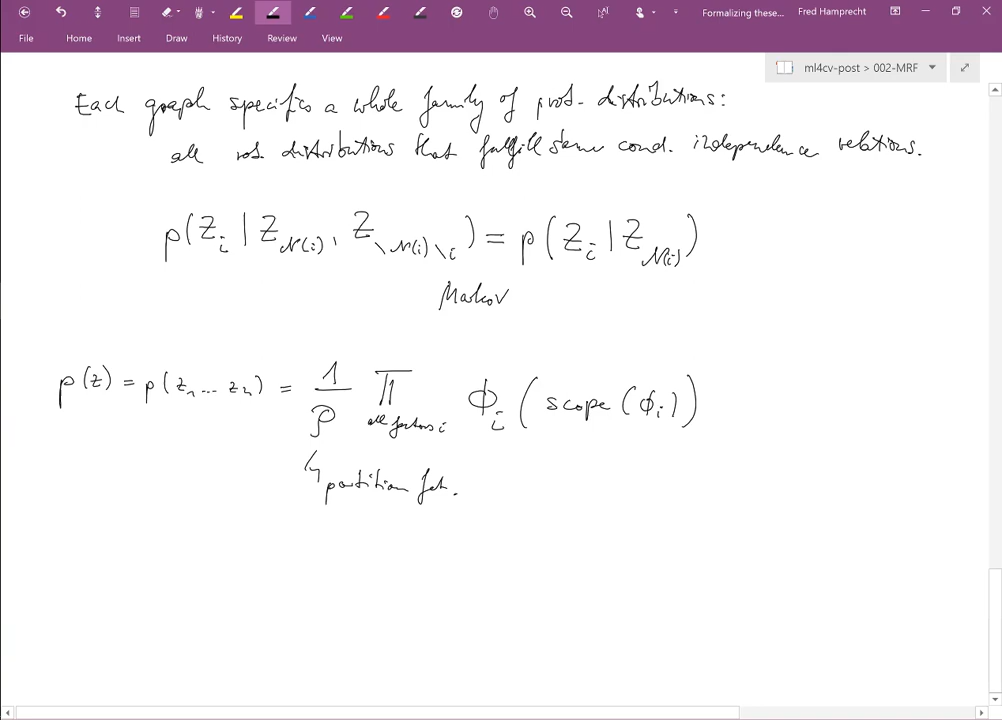 Formalizing these... Fred Hamprecht
File Home Insert Draw History Review View
ml4cv-post > 002-MRF
Each graph specifies a whole family of prob. distributions:
all distributions that fulfill same cond. independence relations.
p(Z_i | Z_N(i), Z_\N(i)\i) = p(Z_i | Z_N(i))
Markov
p(z) = p(z_1 ... z_n) = 1/ρ ∏ all factors i ϕ_i (scope(ϕ_i))
↳ partition fct.